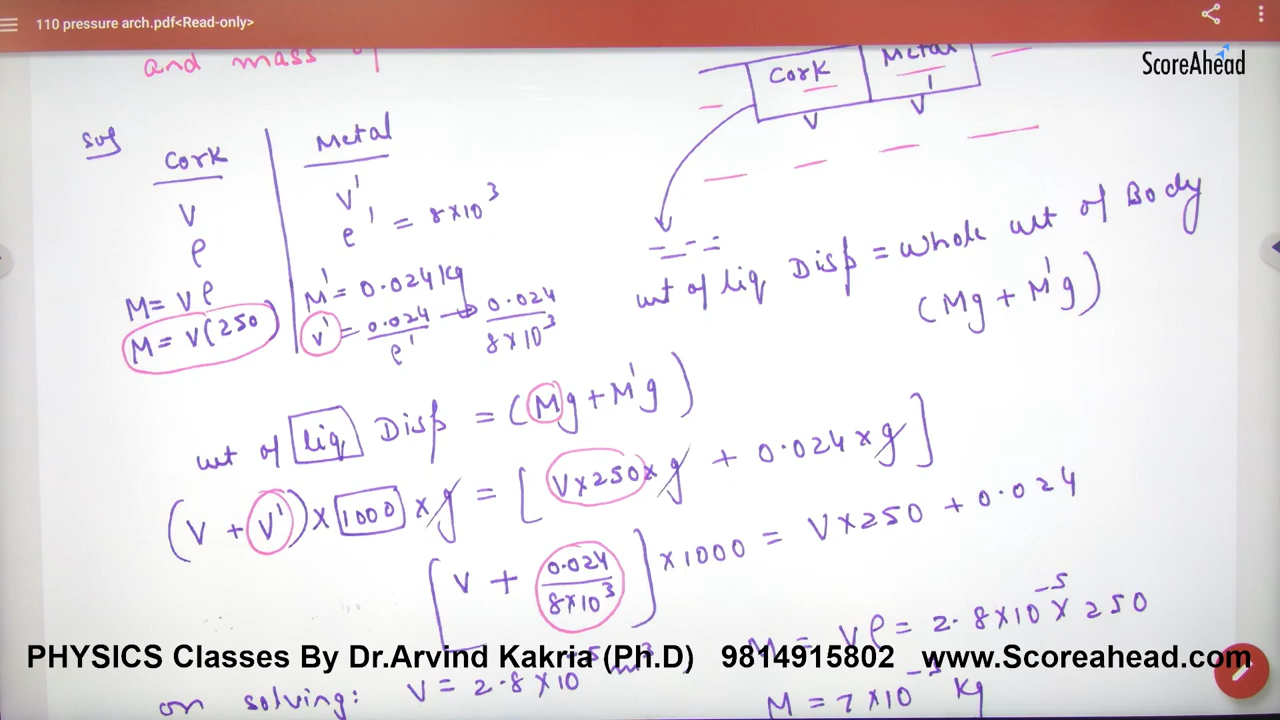 110 pressure arch.pdf<Read-only>
ScoreAhead
and mass of
Cork Metal
V V'
Sol
Cork Metal
V V'
ρ ρ' = 8×10³
M = Vρ M' = 0.024 kg
M = V(250 V' = 0.024/ρ' → 0.024/8×10³
wt of liq Disp = whole wt of Body
(Mg + M'g)
wt of liq Disp = (Mg + M'g)
(V + V') × 1000 × g = [V×250×g + 0.024×g]
[V + 0.024/8×10³] × 1000 = V×250 + 0.024
M = Vρ = 2.8×10⁻⁵ × 250
PHYSICS Classes By Dr.Arvind Kakria (Ph.D) 9814915802 www.Scoreahead.com
on solving: V = 2.8×10⁻⁵ m³
M = 7×10⁻³ kg